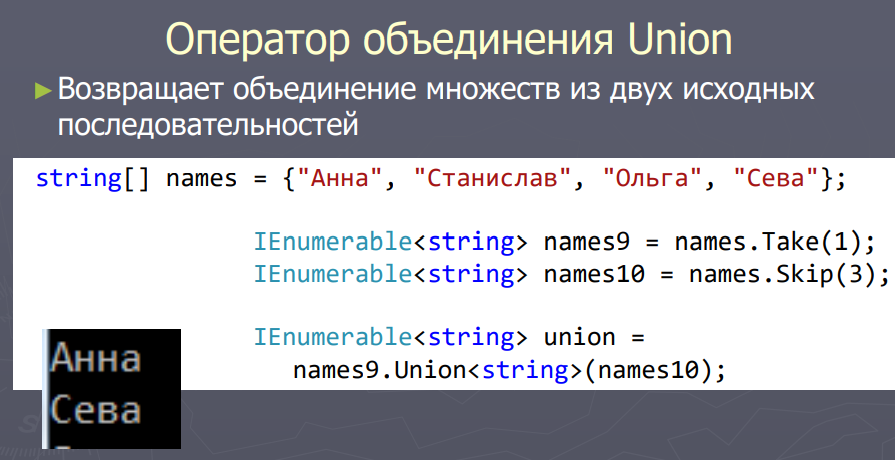 Оператор объединения Union
►Возвращает объединение множеств из двух исходных
последовательностей
string[] names = {"Анна", "Станислав", "Ольга", "Сева"};
IEnumerable<string> names9 = names.Take(1);
IEnumerable<string> names10 = names.Skip(3);
IEnumerable<string> union =
names9.Union<string>(names10);
Анна
Сева